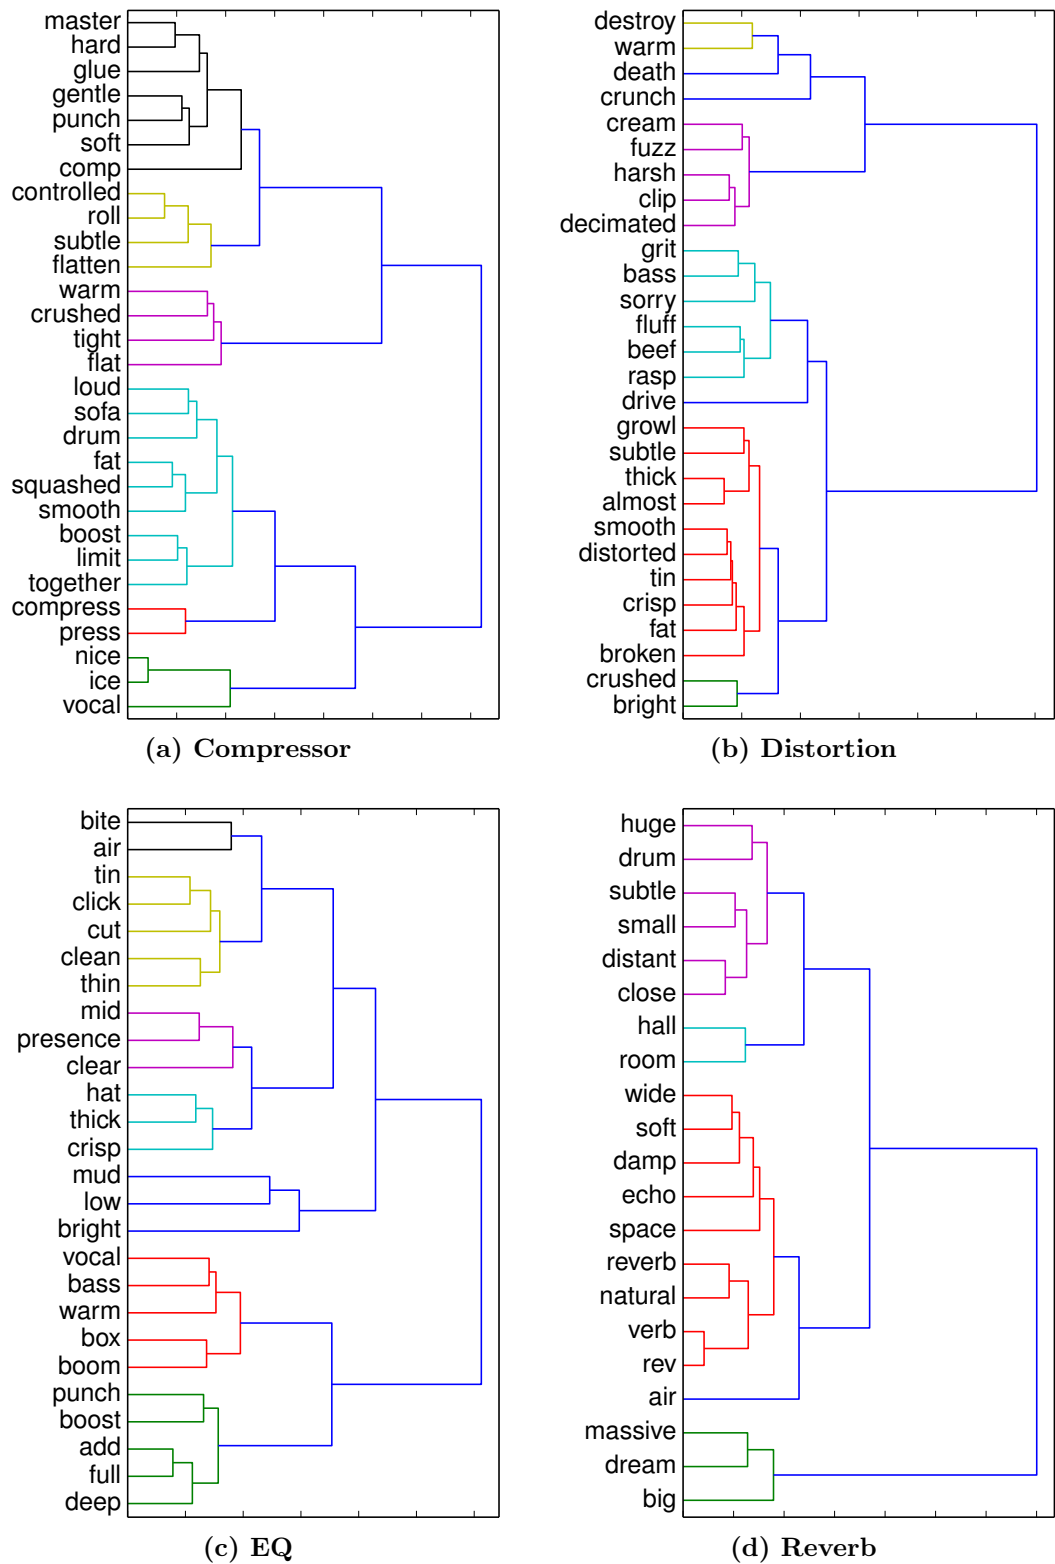 master
hard
glue
gentle
punch
soft
comp
controlled
roll
subtle
flatten
warm
crushed
tight
flat
loud
sofa
drum
fat
squashed
smooth
boost
limit
together
compress
press
nice
ice
vocal
(a) Compressor
destroy
warm
death
crunch
cream
fuzz
harsh
clip
decimated
grit
bass
sorry
fluff
beef
rasp
drive
growl
subtle
thick
almost
smooth
distorted
tin
crisp
fat
broken
crushed
bright
(b) Distortion
bite
air
tin
click
cut
clean
thin
mid
presence
clear
hat
thick
crisp
mud
low
bright
vocal
bass
warm
box
boom
punch
boost
add
full
deep
(c) EQ
huge
drum
subtle
small
distant
close
hall
room
wide
soft
damp
echo
space
reverb
natural
verb
rev
air
massive
dream
big
(d) Reverb